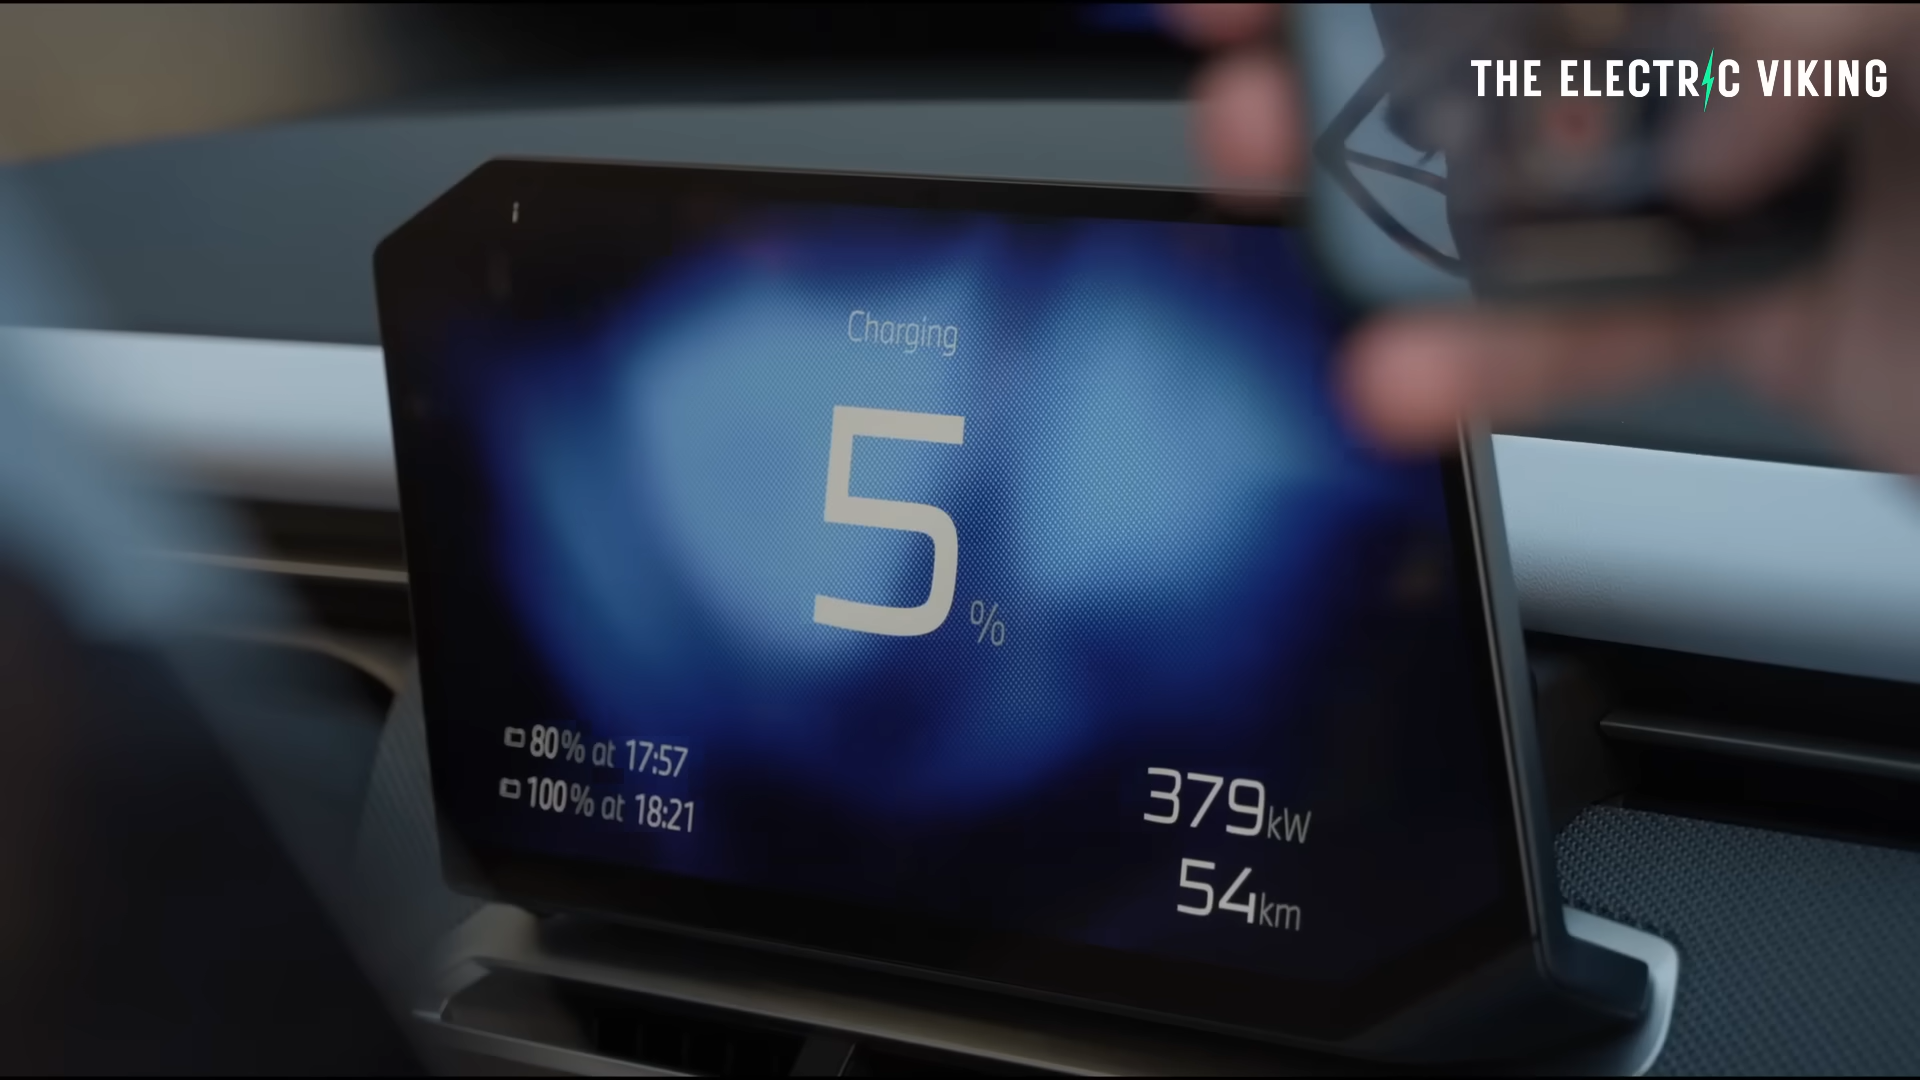 THE ELECTRIC VIKING
i
Charging
5%
80% at 17:57
100% at 18:21
379kW
54km